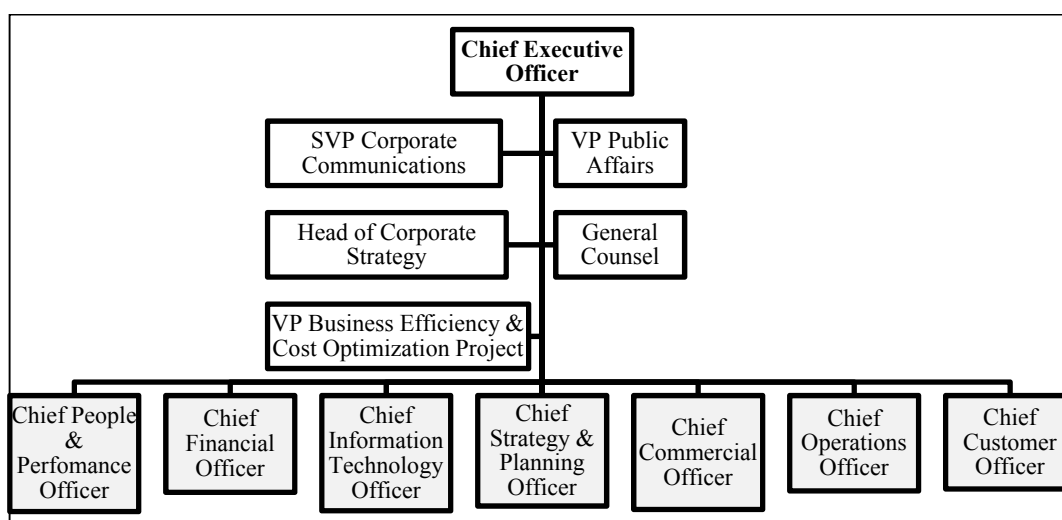 Chief Executive
Officer
SVP Corporate
Communications
VP Public
Affairs
Head of Corporate
Strategy
General
Counsel
VP Business Efficiency &
Cost Optimization Project
Chief People
&
Perfomance
Officer
Chief
Financial
Officer
Chief
Information
Technology
Officer
Chief
Strategy &
Planning
Officer
Chief
Commercial
Officer
Chief
Operations
Officer
Chief
Customer
Officer